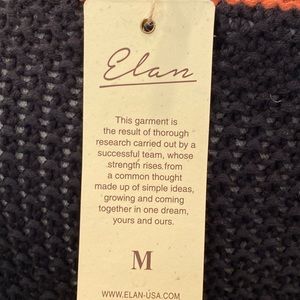 Elan
This garment is
the result of thorough
research carried out by a
successful team, whose
strength rises from
a common thought
made up of simple ideas,
growing and coming
together in one dream,
yours and ours.
M
WWW.ELAN-USA.COM